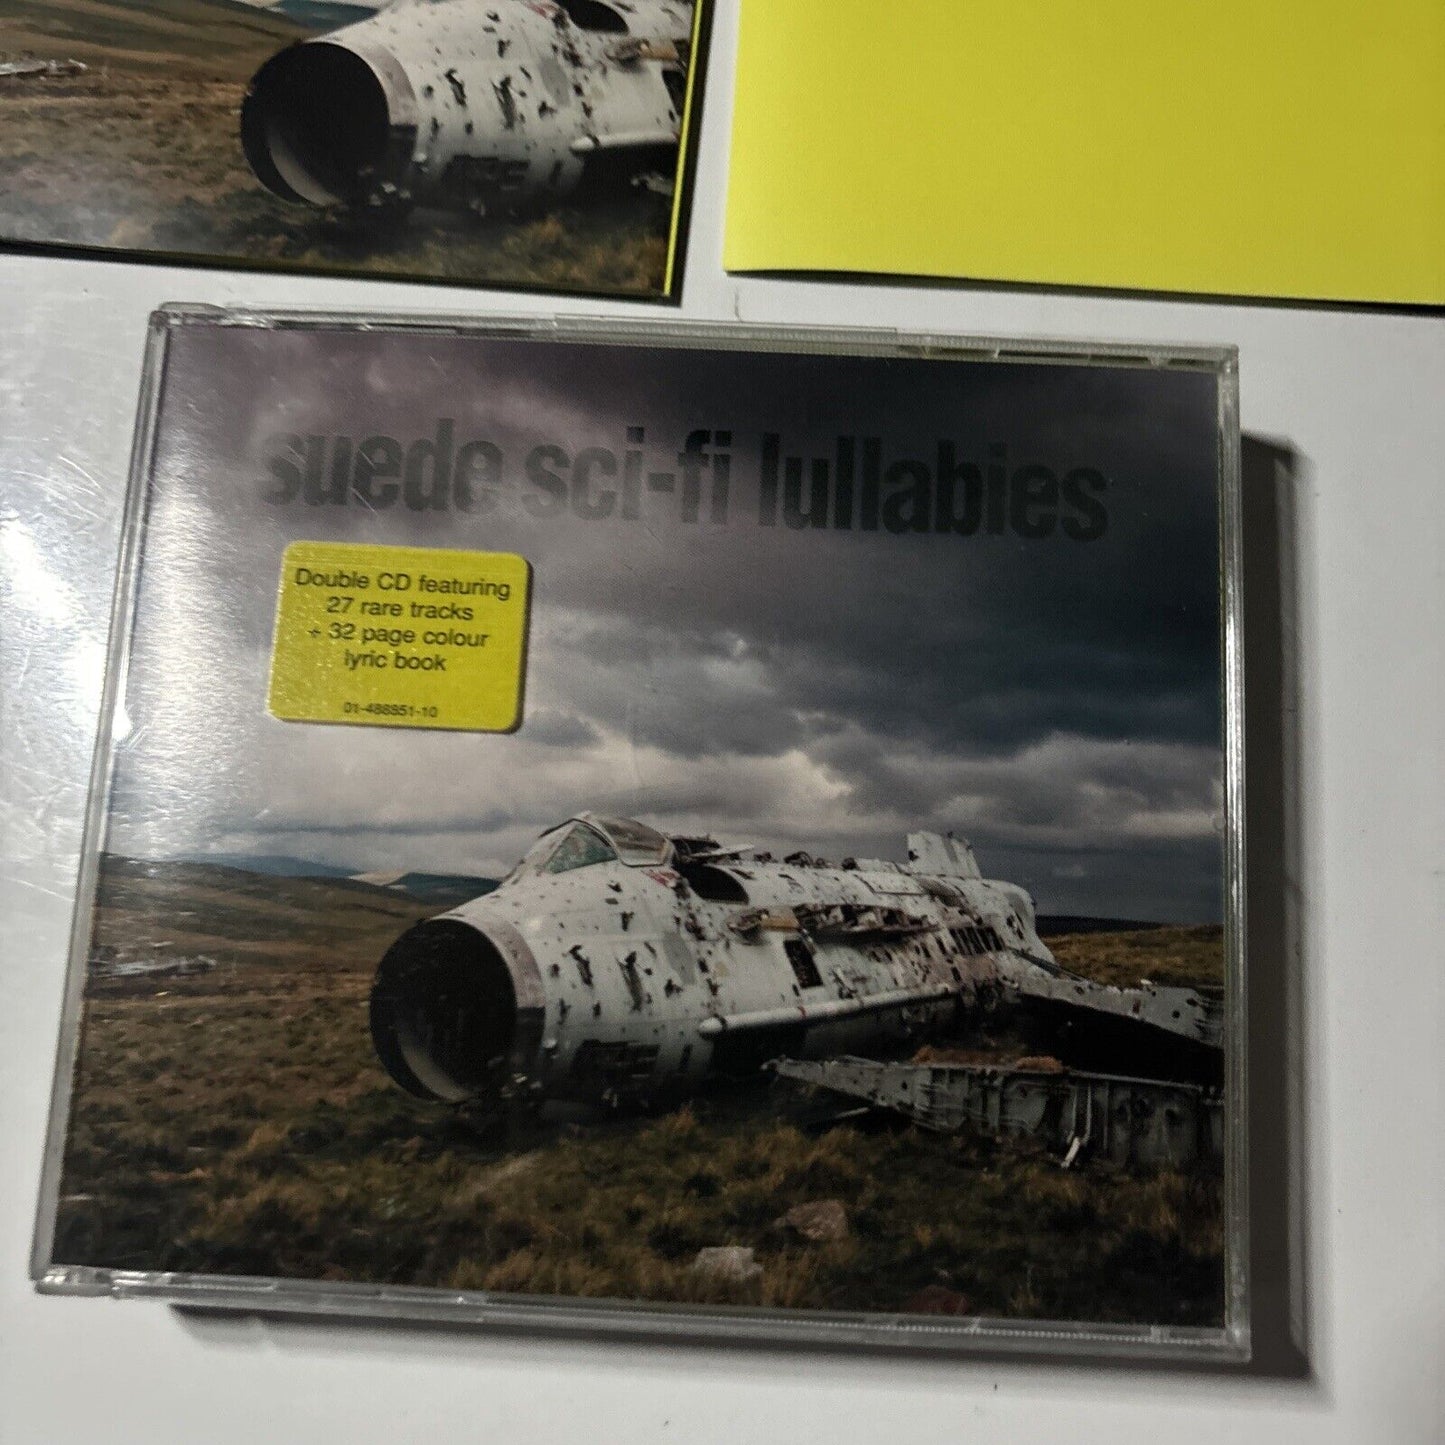 suede sci-fi lullabies
Double CD featuring
27 rare tracks
+ 32 page colour
lyric book
01-488851-10